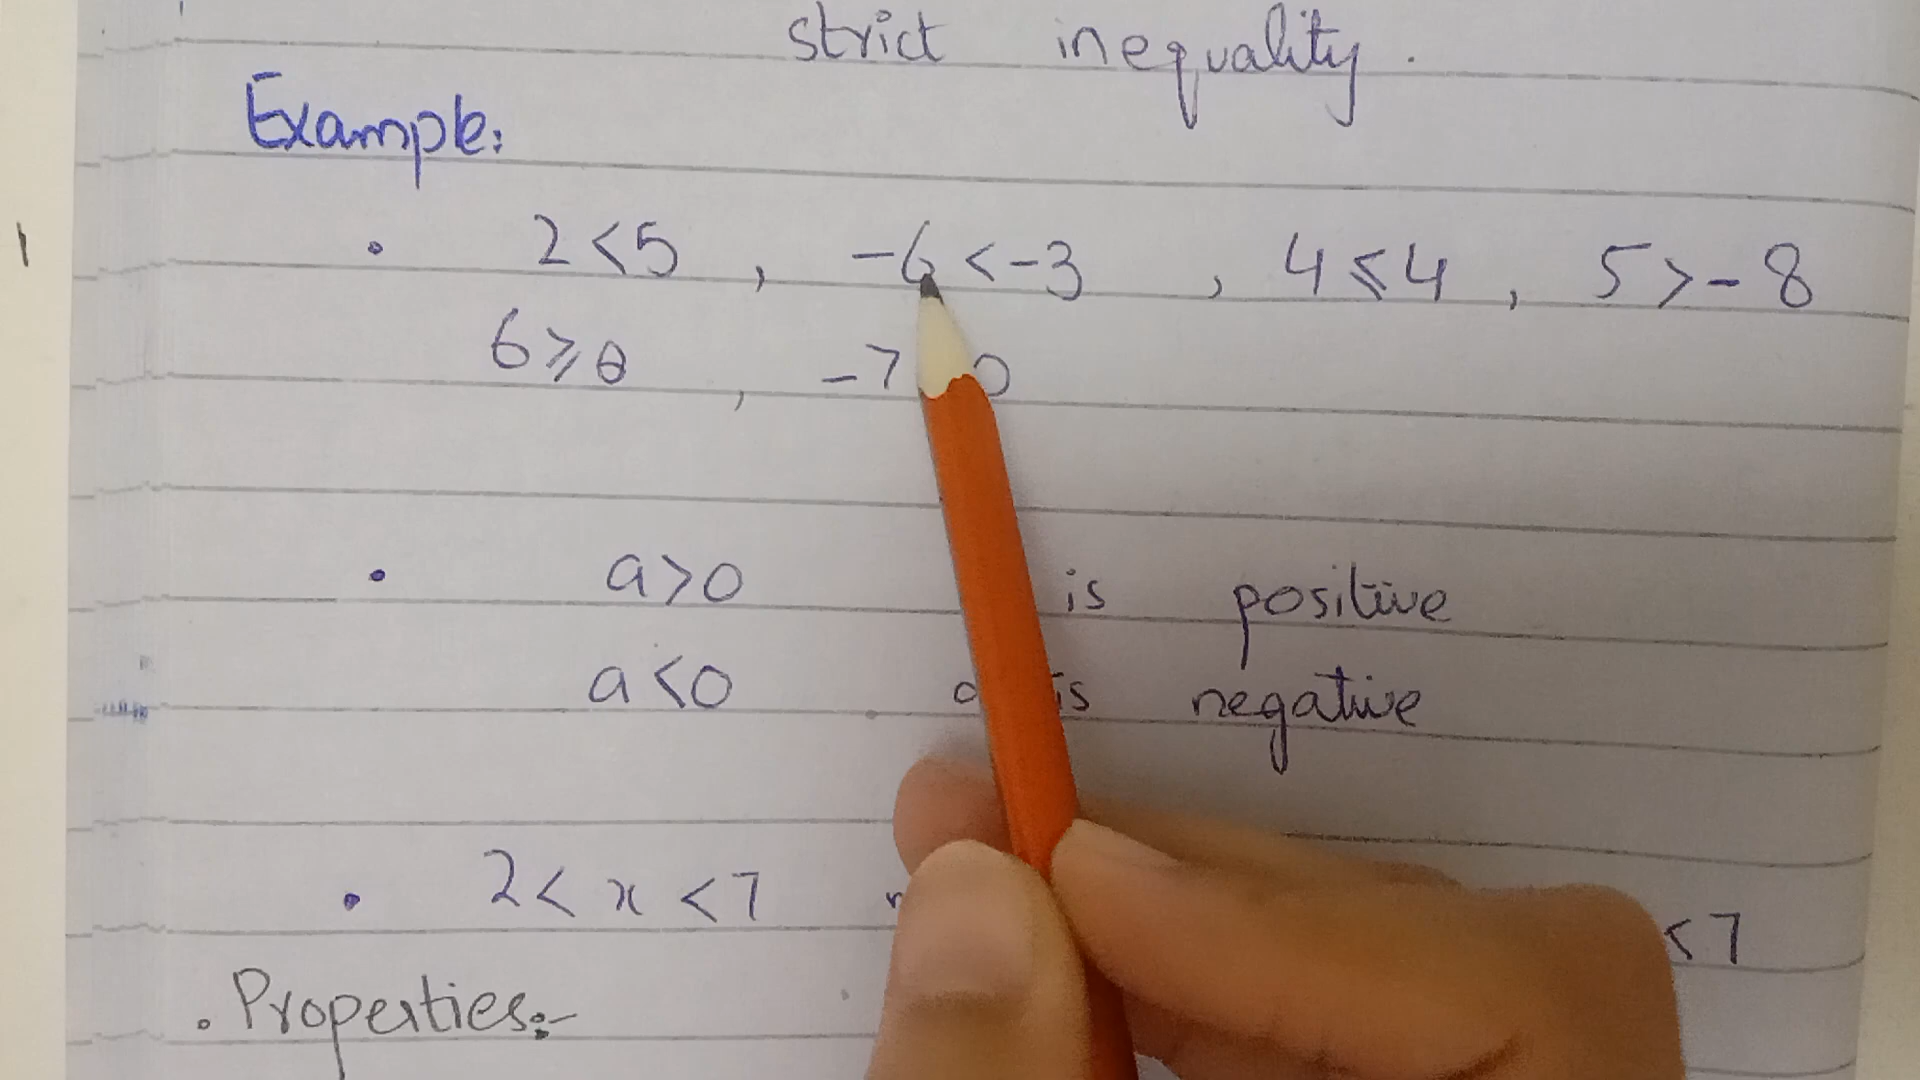 strict inequality.
Example:
• 2<5 , -6<-3 , 4⩽4 , 5>-8
6⩾0 , -7 0
• a>0 is positive
a<0 a is negative
• 2< x <7 <7
. Properties:-